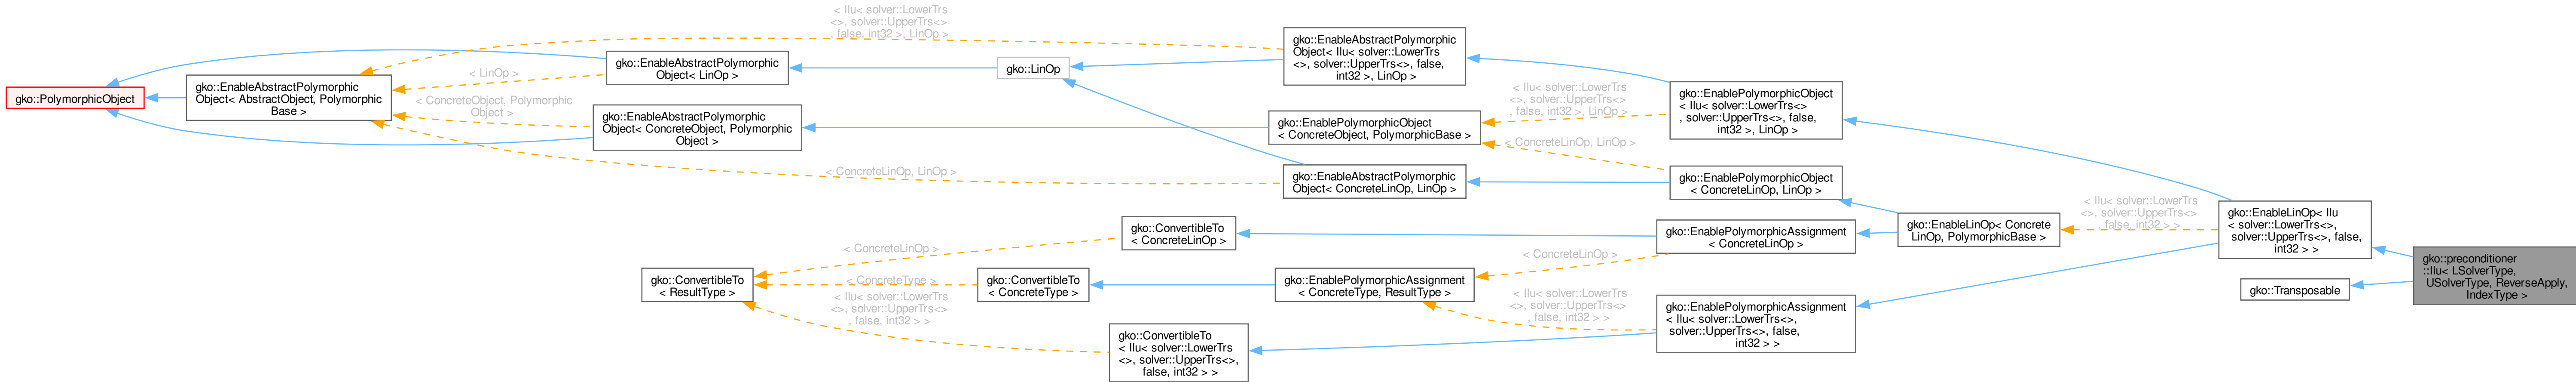 gko::PolymorphicObject
gko::EnableAbstractPolymorphic
Object< AbstractObject, Polymorphic
Base >
< Ilu< solver::LowerTrs
<>, solver::UpperTrs<>
, false, int32 >, LinOp >
< LinOp >
< ConcreteObject, Polymorphic
Object >
< ConcreteLinOp, LinOp >
gko::EnableAbstractPolymorphic
Object< LinOp >
gko::EnableAbstractPolymorphic
Object< ConcreteObject, Polymorphic
Object >
gko::LinOp
gko::EnableAbstractPolymorphic
Object< Ilu< solver::LowerTrs
<>, solver::UpperTrs<>, false,
int32 >, LinOp >
gko::EnablePolymorphicObject
< ConcreteObject, PolymorphicBase >
gko::EnableAbstractPolymorphic
Object< ConcreteLinOp, LinOp >
< Ilu< solver::LowerTrs
<>, solver::UpperTrs<>
, false, int32 >, LinOp >
< ConcreteLinOp, LinOp >
gko::EnablePolymorphicObject
< Ilu< solver::LowerTrs<>
, solver::UpperTrs<>, false,
int32 >, LinOp >
gko::EnablePolymorphicObject
< ConcreteLinOp, LinOp >
gko::ConvertibleTo
< ResultType >
< ConcreteLinOp >
< ConcreteType >
< Ilu< solver::LowerTrs
<>, solver::UpperTrs<>
, false, int32 > >
gko::ConvertibleTo
< ConcreteLinOp >
gko::ConvertibleTo
< ConcreteType >
gko::ConvertibleTo
< Ilu< solver::LowerTrs
<>, solver::UpperTrs<>,
false, int32 > >
gko::EnablePolymorphicAssignment
< ConcreteType, ResultType >
< ConcreteLinOp >
< Ilu< solver::LowerTrs
<>, solver::UpperTrs<>
, false, int32 > >
gko::EnablePolymorphicAssignment
< ConcreteLinOp >
gko::EnablePolymorphicAssignment
< Ilu< solver::LowerTrs<>,
solver::UpperTrs<>, false,
int32 > >
gko::EnableLinOp< Concrete
LinOp, PolymorphicBase >
< Ilu< solver::LowerTrs
<>, solver::UpperTrs<>
, false, int32 > >
gko::EnableLinOp< Ilu
< solver::LowerTrs<>,
solver::UpperTrs<>, false,
int32 > >
gko::Transposable
gko::preconditioner
::Ilu< LSolverType,
USolverType, ReverseApply,
IndexType >